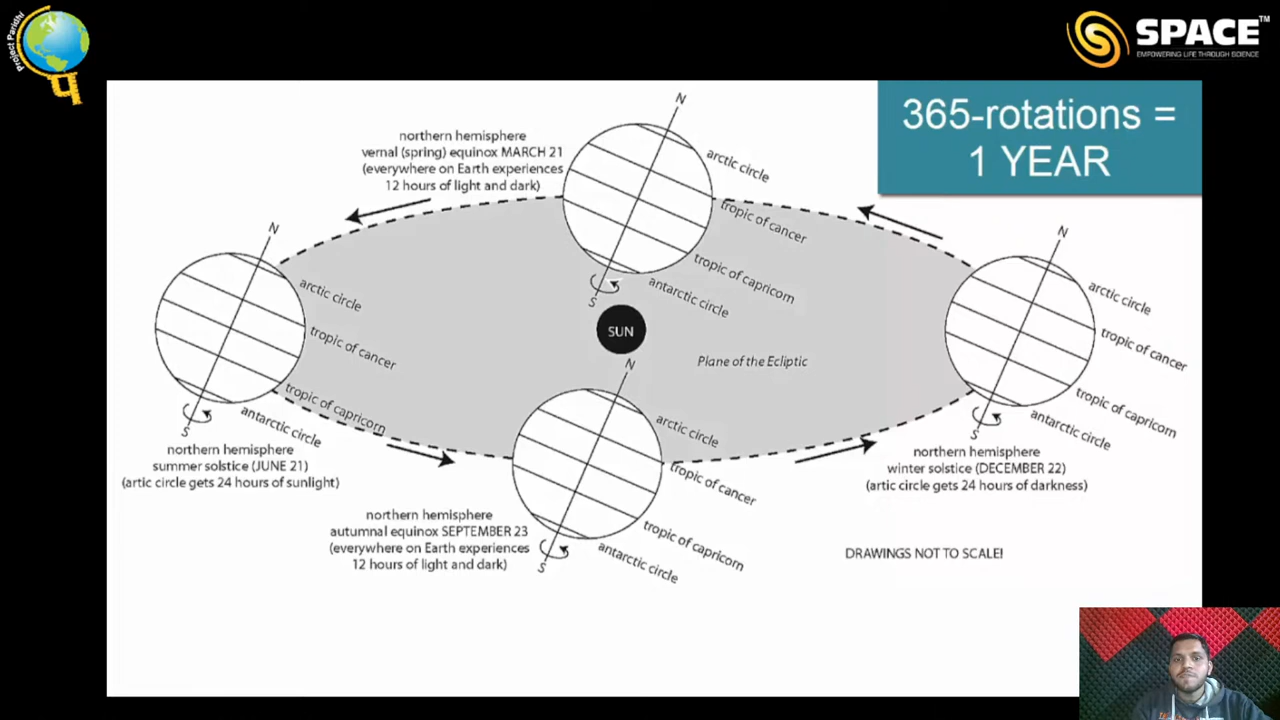 Project Paridhi
प
SPACE™
EMPOWERING LIFE THROUGH SCIENCE
365-rotations =
1 YEAR
northern hemisphere
vernal (spring) equinox MARCH 21
(everywhere on Earth experiences
12 hours of light and dark)
N
arctic circle
tropic of cancer
tropic of capricorn
antarctic circle
S
N
arctic circle
tropic of cancer
tropic of capricorn
antarctic circle
S
northern hemisphere
summer solstice (JUNE 21)
(artic circle gets 24 hours of sunlight)
SUN
Plane of the Ecliptic
N
arctic circle
tropic of cancer
tropic of capricorn
antarctic circle
S
northern hemisphere
winter solstice (DECEMBER 22)
(artic circle gets 24 hours of darkness)
N
arctic circle
tropic of cancer
tropic of capricorn
antarctic circle
S
northern hemisphere
autumnal equinox SEPTEMBER 23
(everywhere on Earth experiences
12 hours of light and dark)
DRAWINGS NOT TO SCALE!